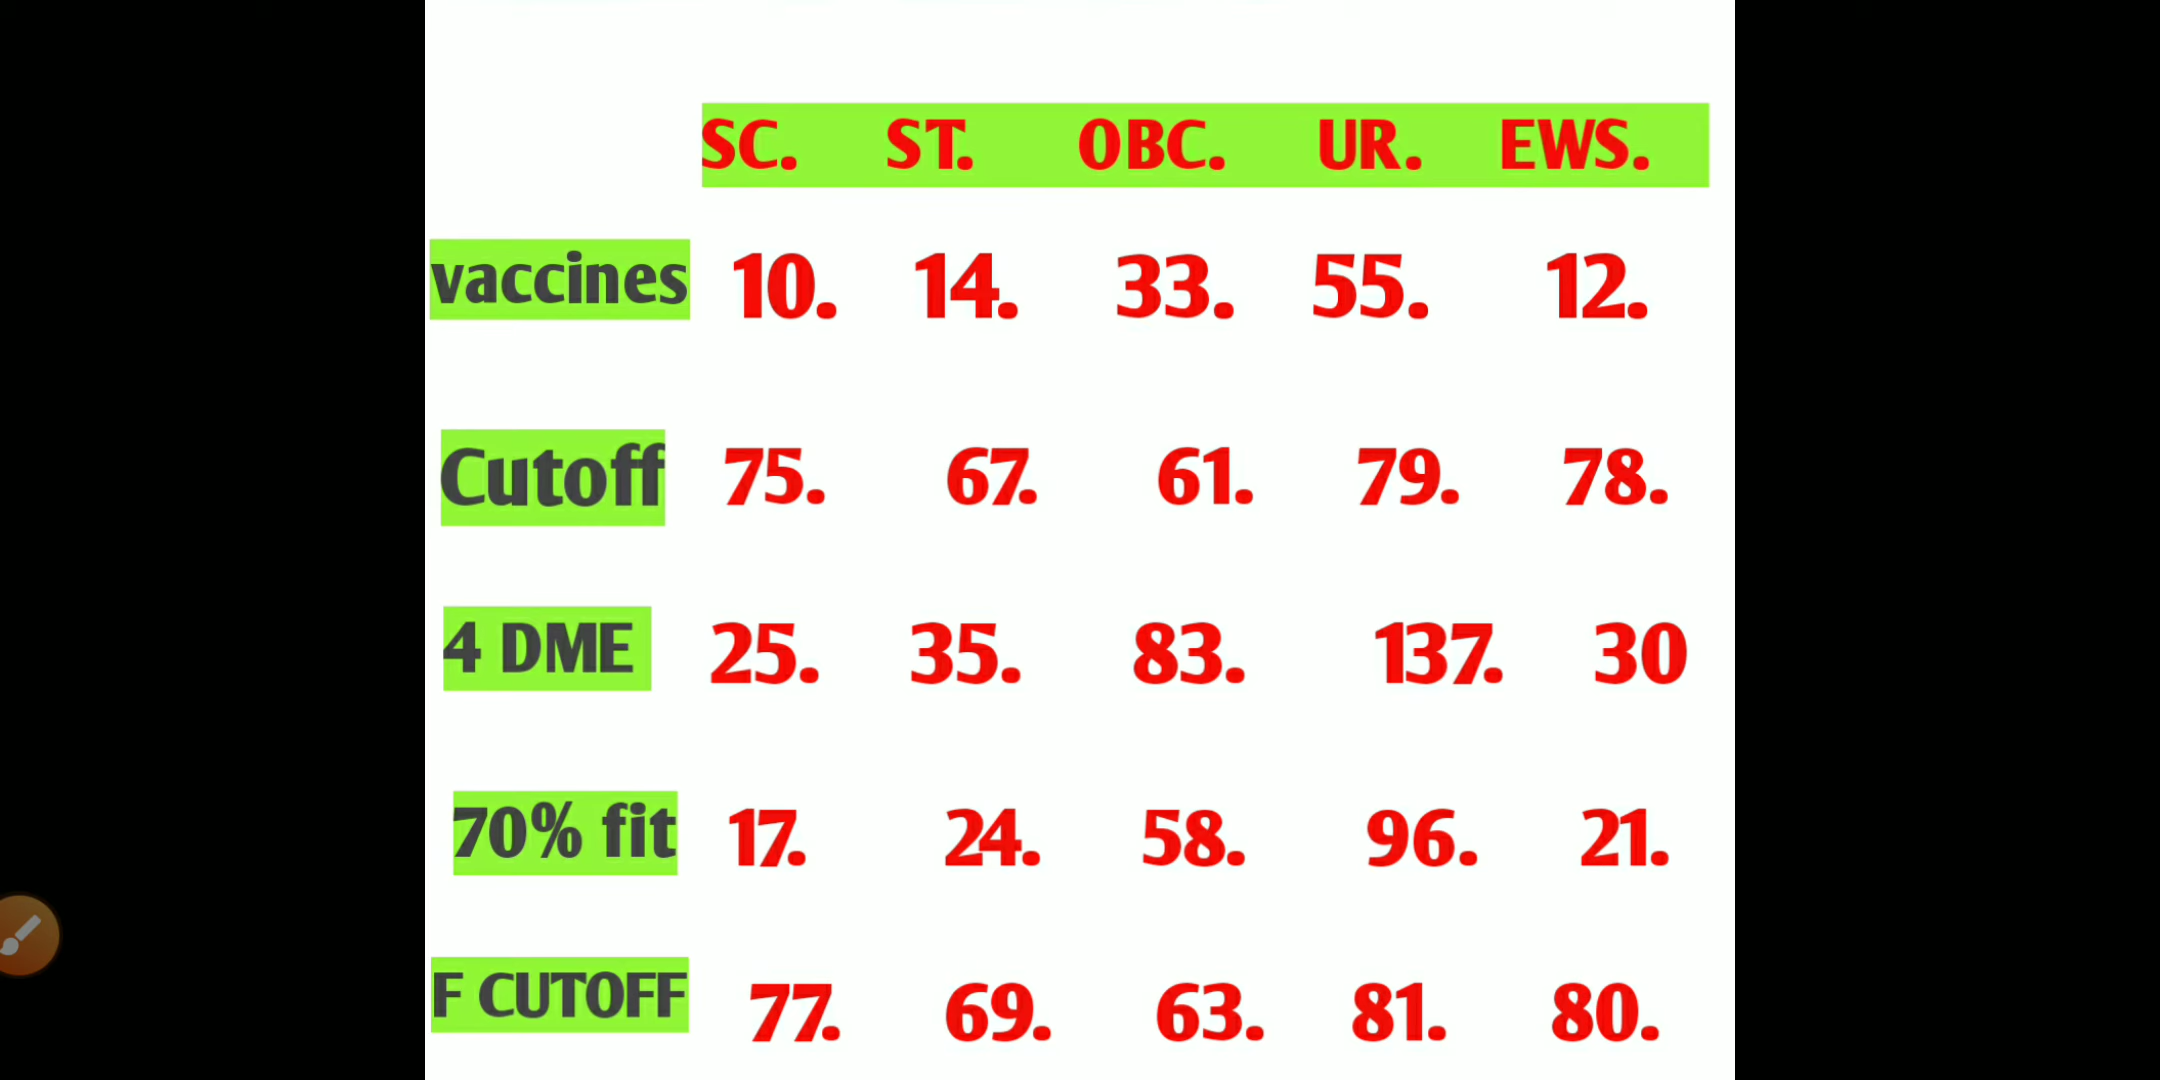 SC. ST. OBC. UR. EWS.
vaccines 10. 14. 33. 55. 12.
Cutoff 75. 67. 61. 79. 78.
4 DME 25. 35. 83. 137. 30
70% fit 17. 24. 58. 96. 21.
F CUTOFF 77. 69. 63. 81. 80.